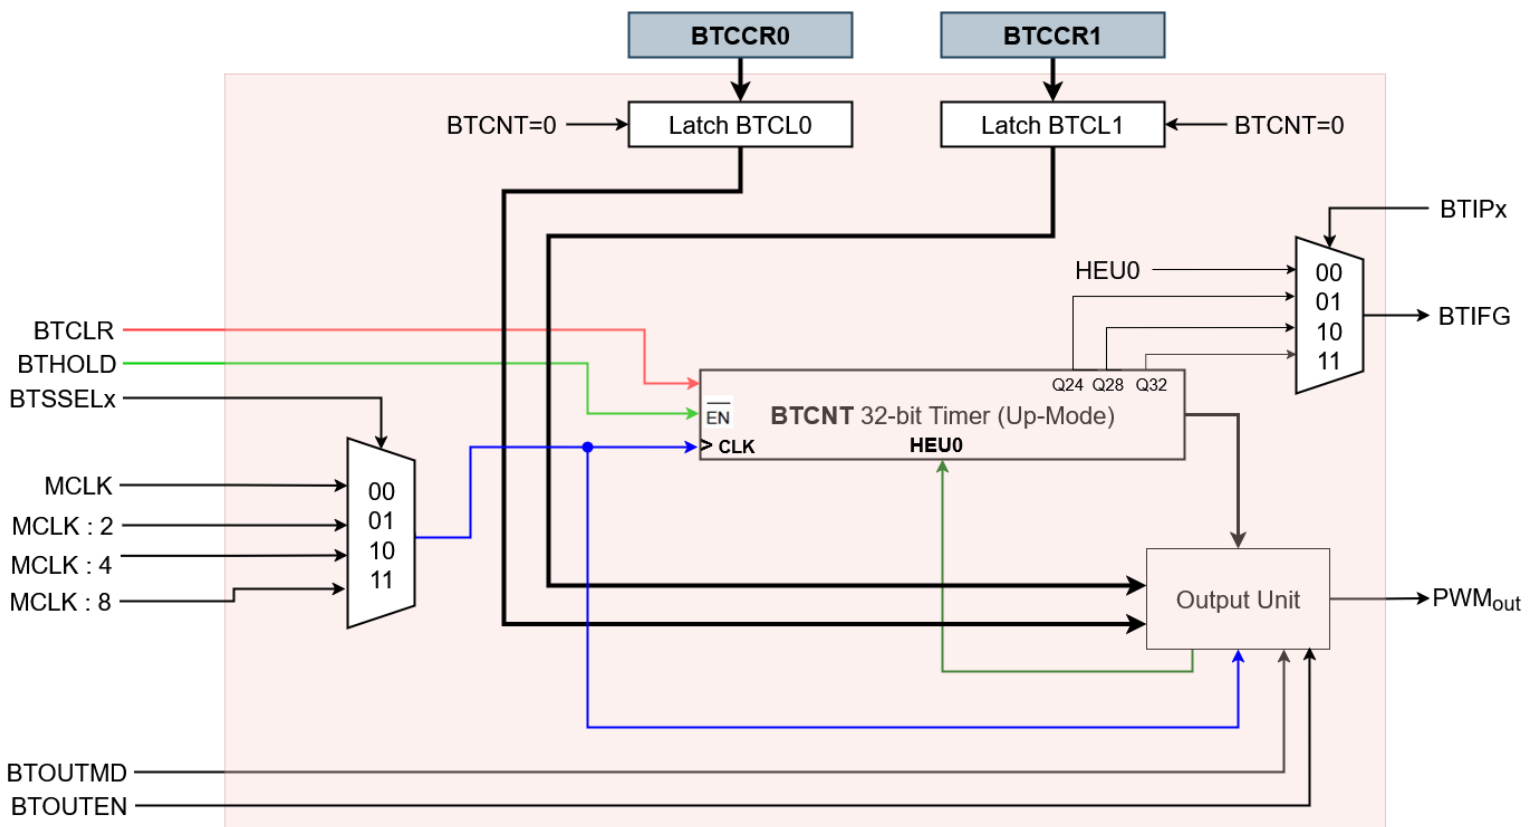 BTCCR0
BTCCR1
BTCNT=0
Latch BTCL0
Latch BTCL1
BTCNT=0
BTIPx
HEU0
00
01
10
11
BTIFG
BTCLR
BTHOLD
BTSSELx
Q24 Q28 Q32
EN
BTCNT 32-bit Timer (Up-Mode)
> CLK
HEU0
MCLK
MCLK : 2
MCLK : 4
MCLK : 8
00
01
10
11
Output Unit
PWMout
BTOUTMD
BTOUTEN